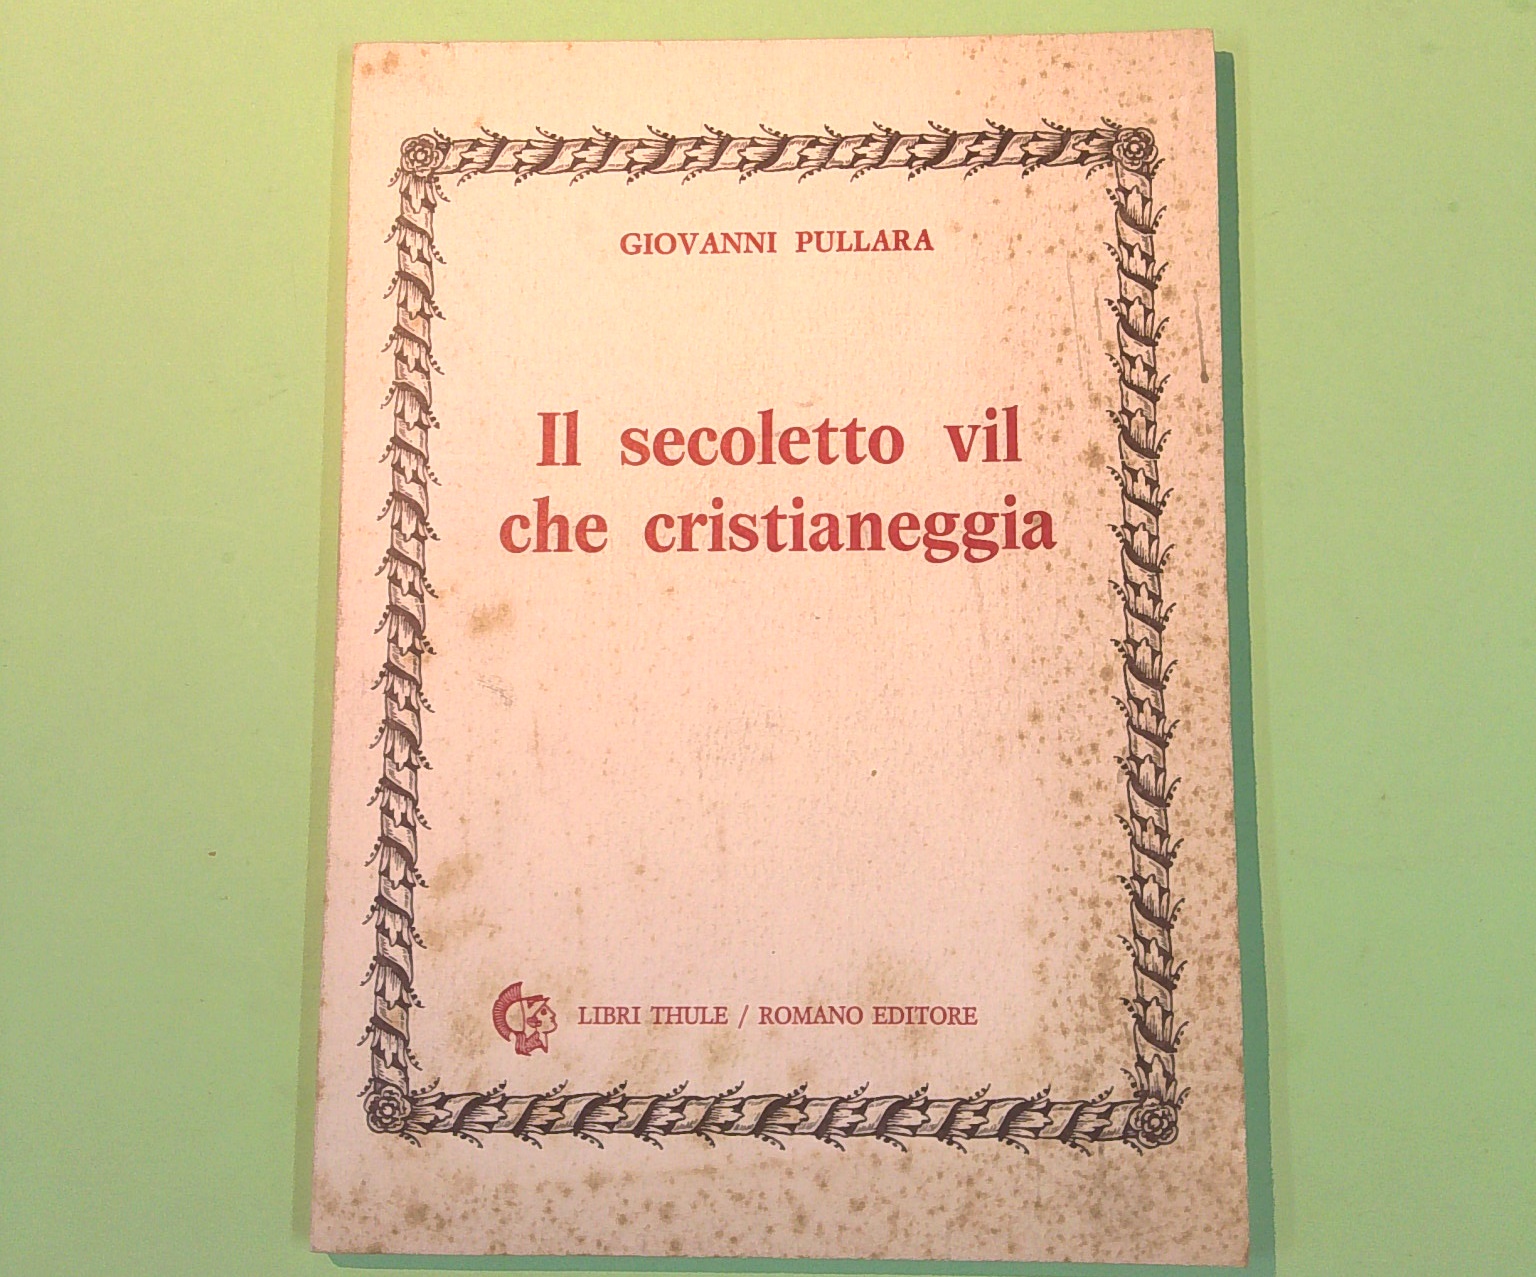 GIOVANNI PULLARA
Il secoletto vil
che cristianeggia
LIBRI THULE / ROMANO EDITORE